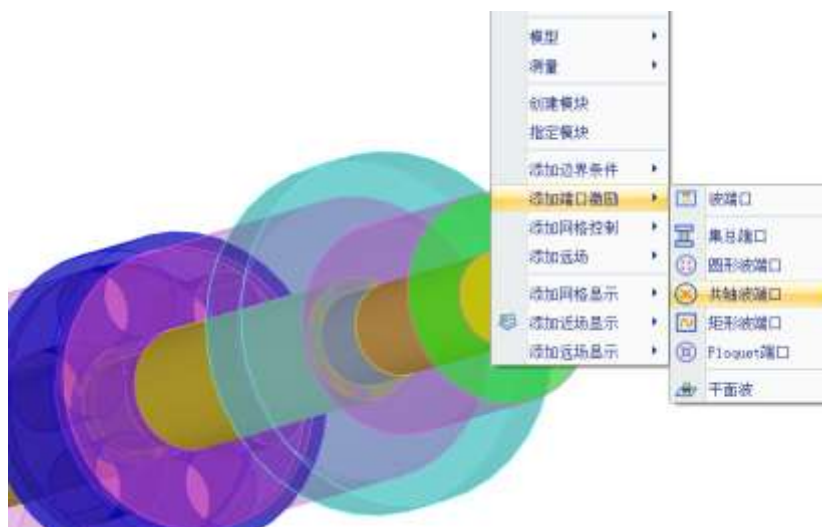 模型
测量
创建模块
指定模块
添加边界条件
添加端口激励
添加网格控制
添加远场
添加网格显示
添加近场显示
添加远场显示
波端口
集总端口
圆形波端口
共轴波端口
矩形波端口
Floquet端口
平面波